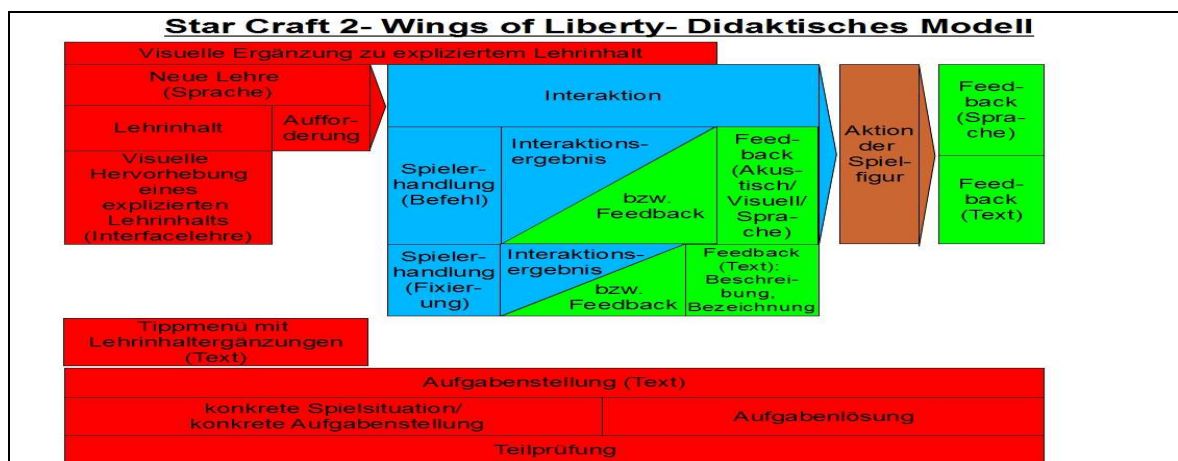 Star Craft 2- Wings of Liberty- Didaktisches Modell
Visuelle Ergänzung zu expliziertem Lehrinhalt
Neue Lehre
(Sprache)
Lehrinhalt
Auffor-
derung
Visuelle
Hervorhebung
eines
explizierten
Lehrinhalts
(Interfacelehre)
Interaktion
Spieler-
handlung
(Befehl)
Interaktions-
ergebnis
bzw.
Feedback
Feed-
back
(Akus-
tisch/
Visuell/
Spra-
che)
Spieler-
handlung
(Fixier-
ung)
Interaktions-
ergebnis
bzw.
Feedback
Feedback
(Text):
Beschrei-
bung,
Bezeichnung
Aktion
der
Spiel-
figur
Feed-
back
(Spra-
che)
Feed-
back
(Text)
Tippmenü mit
Lehrinhaltergänzungen
(Text)
Aufgabenstellung (Text)
konkrete Spielsituation/
konkrete Aufgabenstellung
Aufgabenlösung
Teilprüfung